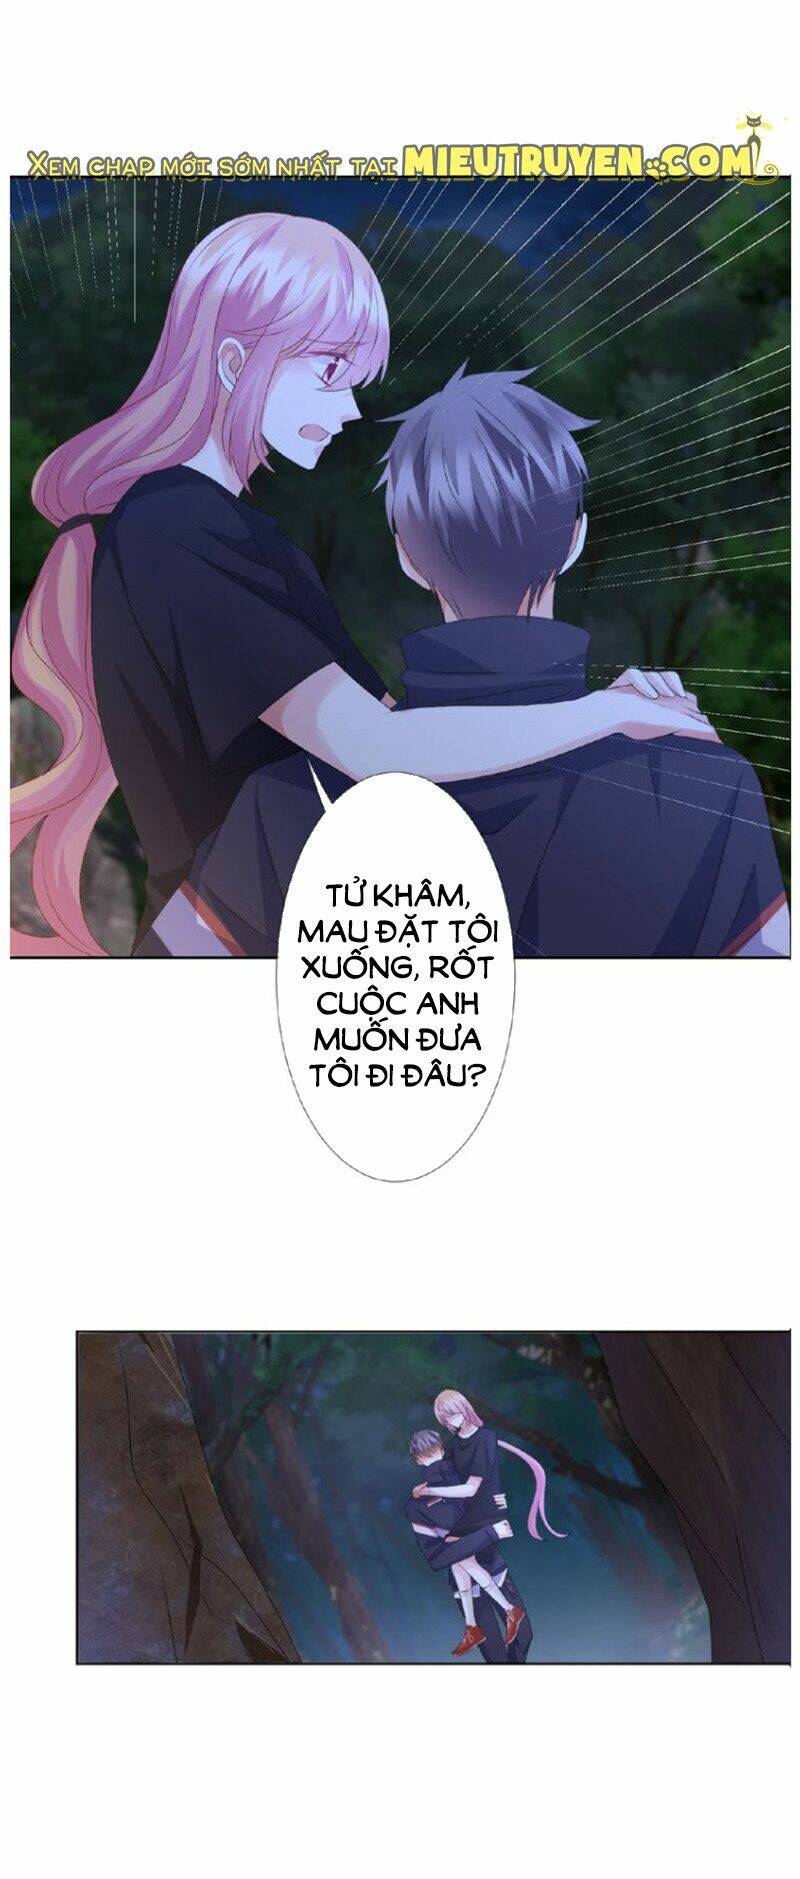 XEM CHAP MỚI SỚM NHẤT TẠI MIEUTRUYEN.COM
TỬ KHÂM,
MAU ĐẶT TÔI
XUỐNG, RỐT
CUỘC ANH
MUỐN ĐƯA
TÔI ĐI ĐÂU?